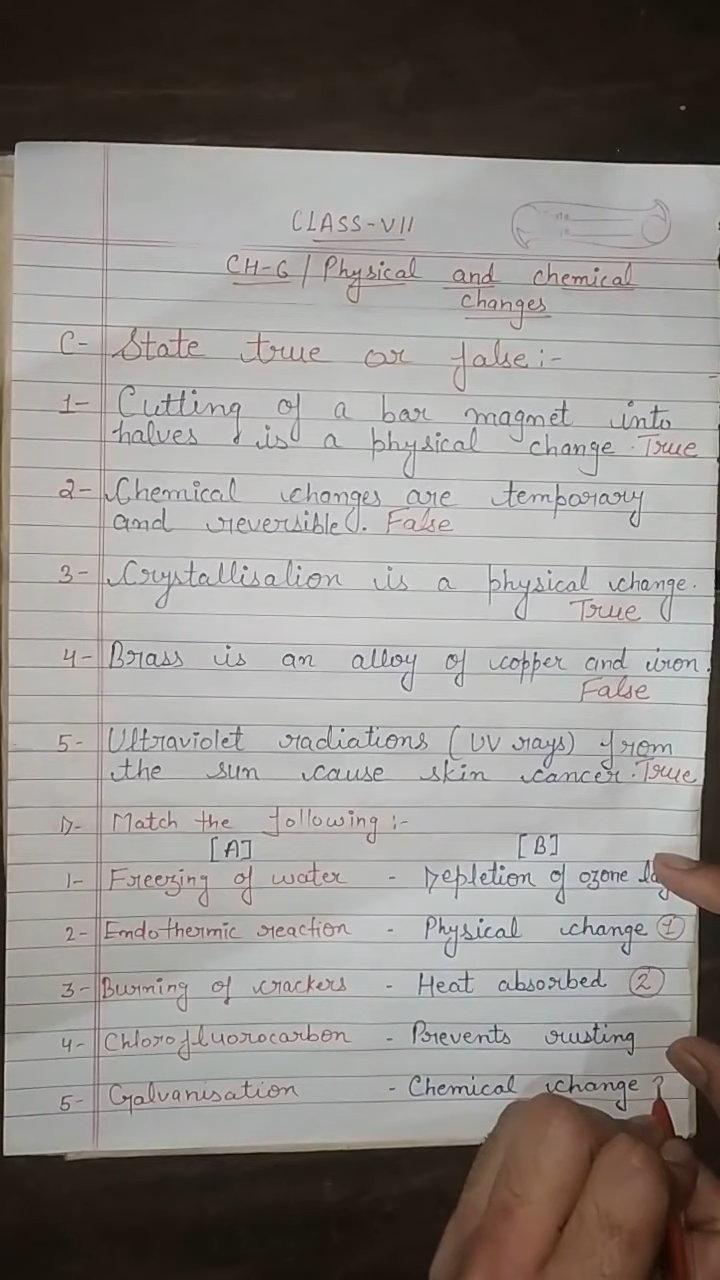 CLASS-VII
CH-6 / Physical and chemical
changes
C- State true or false :-
1- Cutting of a bar magnet into
halves is a physical change. True
2- Chemical changes are temporary
and reversible. False
3- Crystallisation is a physical change.
True
4- Brass is an alloy of copper and iron.
False
5- Ultraviolet radiations (UV rays) from
the sun cause skin cancer. True
D- Match the following :-
[A] [B]
1- Freezing of water - Depletion of ozone
2- Endothermic reaction - Physical change 1
3- Burning of crackers - Heat absorbed 2
4- Chlorofluorocarbon - Prevents rusting
5- Galvanisation - Chemical change